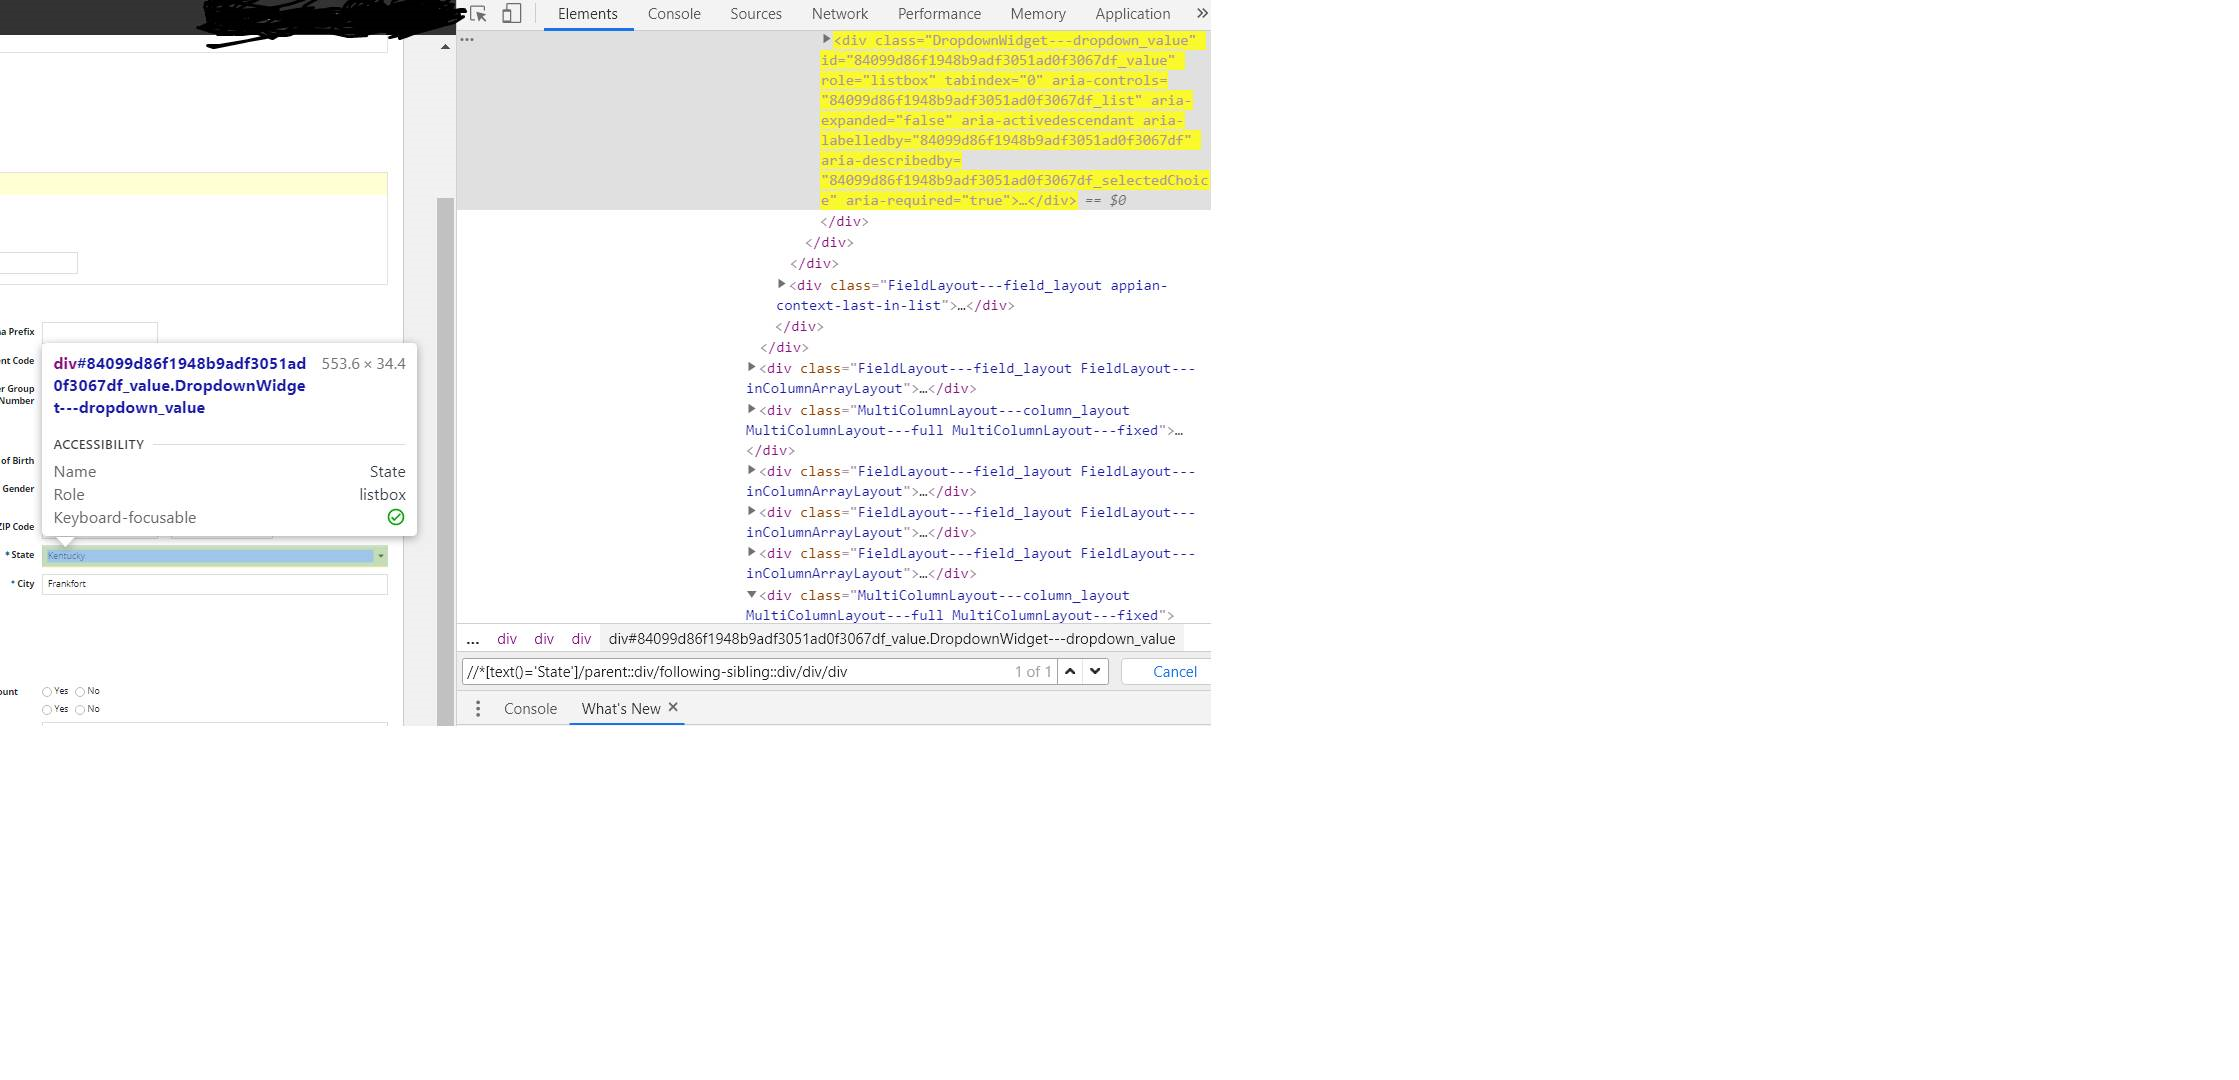 Elements Console Sources Network Performance Memory Application »
...
<div class="DropdownWidget---dropdown_value"
id="84099d86f1948b9adf3051ad0f3067df_value"
role="listbox" tabindex="0" aria-controls=
"84099d86f1948b9adf3051ad0f3067df_list" aria-
expanded="false" aria-activedescendant aria-
labelledby="84099d86f1948b9adf3051ad0f3067df"
aria-describedby=
"84099d86f1948b9adf3051ad0f3067df_selectedChoic
e" aria-required="true">…</div> == $0
</div>
</div>
</div>
<div class="FieldLayout---field_layout appian-
context-last-in-list">…</div>
</div>
</div>
<div class="FieldLayout---field_layout FieldLayout---
inColumnArrayLayout">…</div>
<div class="MultiColumnLayout---column_layout
MultiColumnLayout---full MultiColumnLayout---fixed">…
</div>
<div class="FieldLayout---field_layout FieldLayout---
inColumnArrayLayout">…</div>
<div class="FieldLayout---field_layout FieldLayout---
inColumnArrayLayout">…</div>
<div class="FieldLayout---field_layout FieldLayout---
inColumnArrayLayout">…</div>
<div class="MultiColumnLayout---column_layout
MultiColumnLayout---full MultiColumnLayout---fixed">
... div div div div#84099d86f1948b9adf3051ad0f3067df_value.DropdownWidget---dropdown_value
//*[text()='State']/parent::div/following-sibling::div/div/div 1 of 1 Cancel
Console What's New ×
a Prefix
nt Code
r Group
Number
of Birth
Gender
ZIP Code
div#84099d86f1948b9adf3051ad 553.6 × 34.4
0f3067df_value.DropdownWidge
t---dropdown_value
ACCESSIBILITY
Name State
Role listbox
Keyboard-focusable
* State Kentucky
* City Frankfort
ount Yes No
Yes No